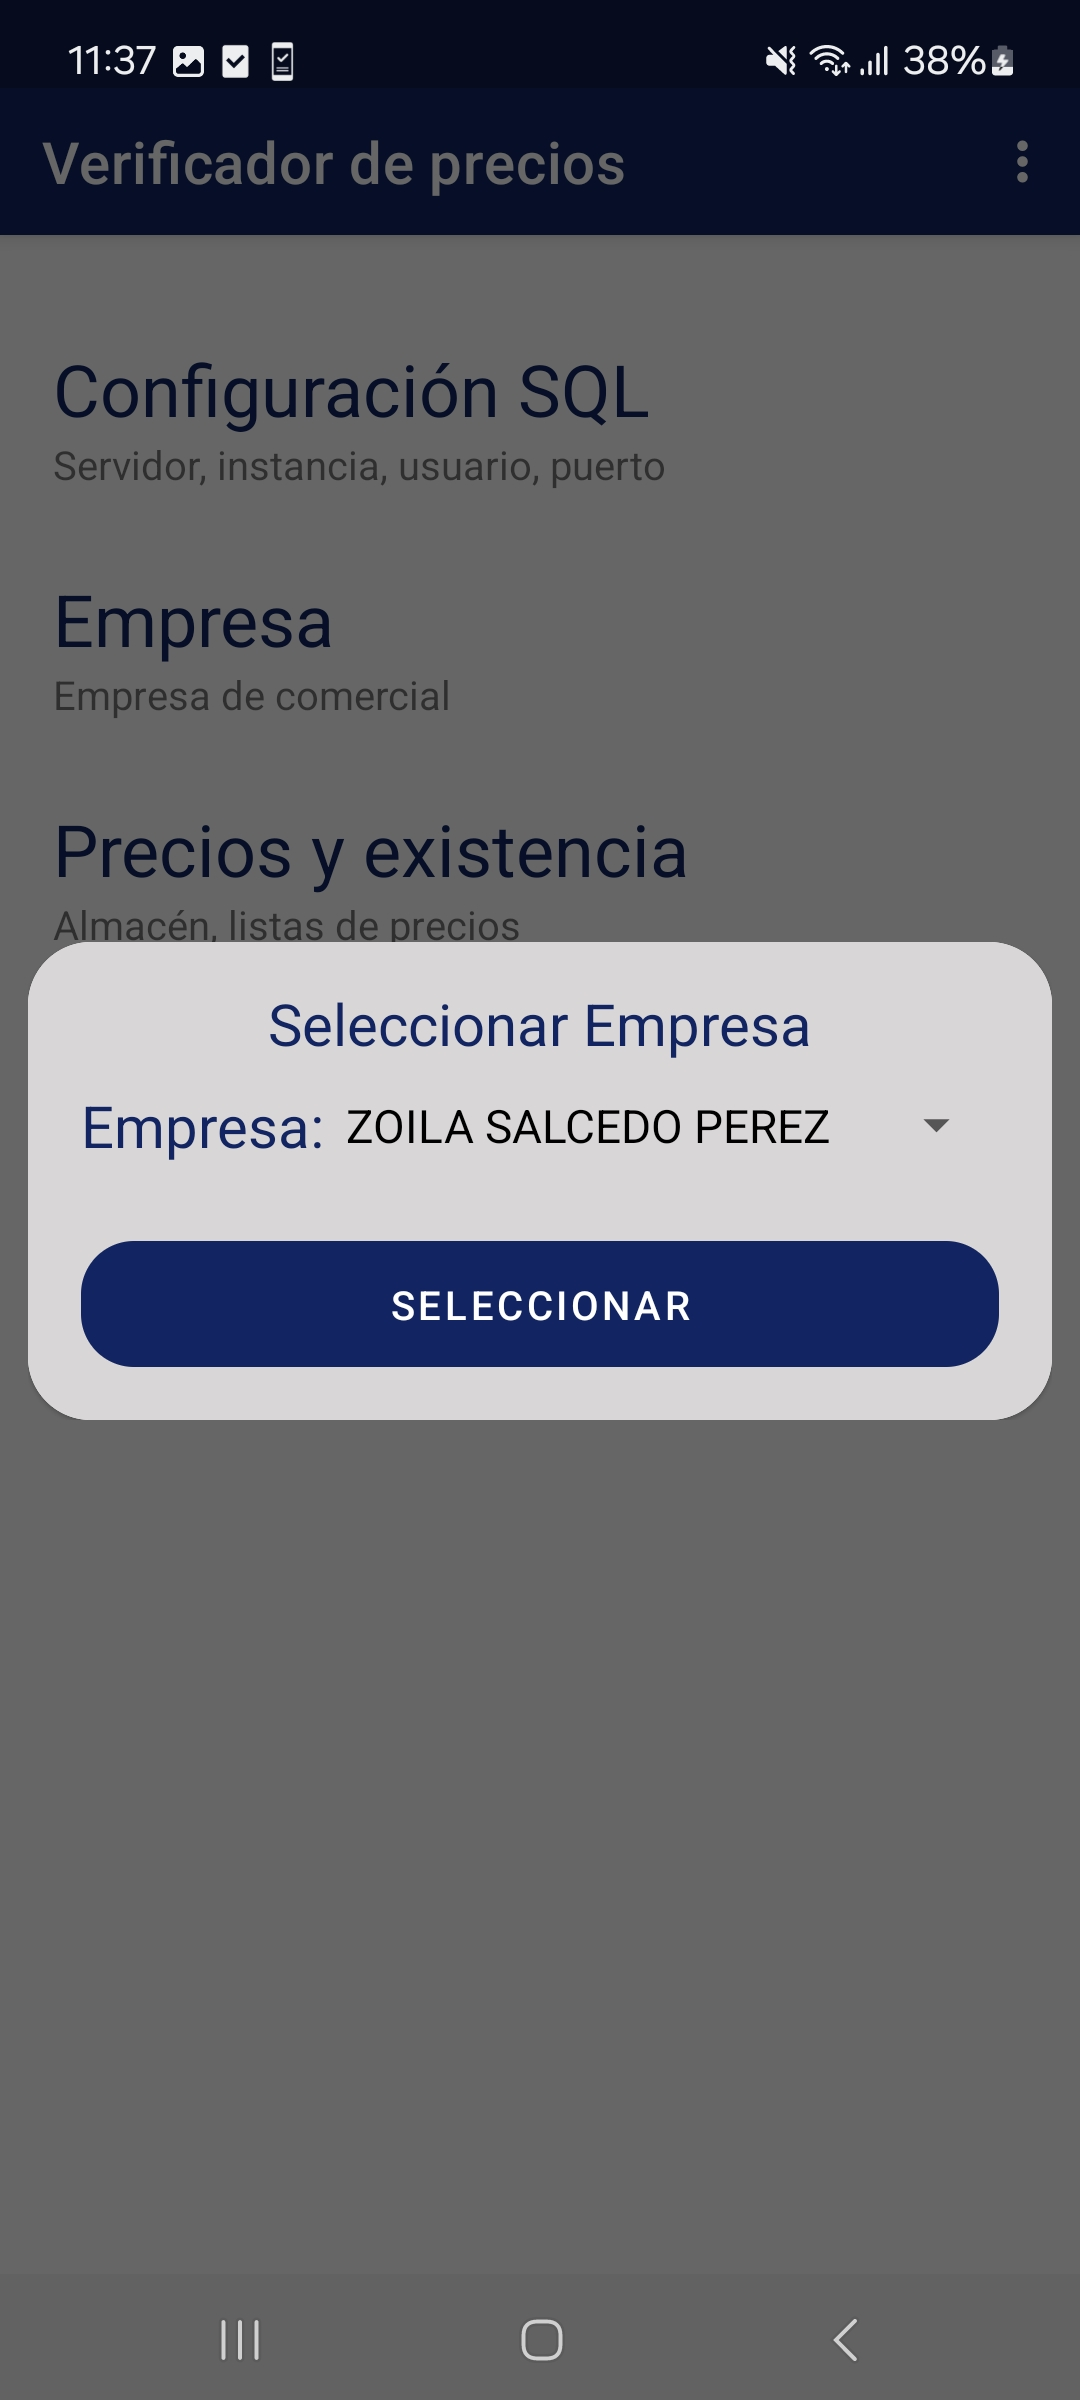 11:37
38%
Verificador de precios
Configuración SQL
Servidor, instancia, usuario, puerto
Empresa
Empresa de comercial
Precios y existencia
Almacén, listas de precios
Seleccionar Empresa
Empresa: ZOILA SALCEDO PEREZ
SELECCIONAR